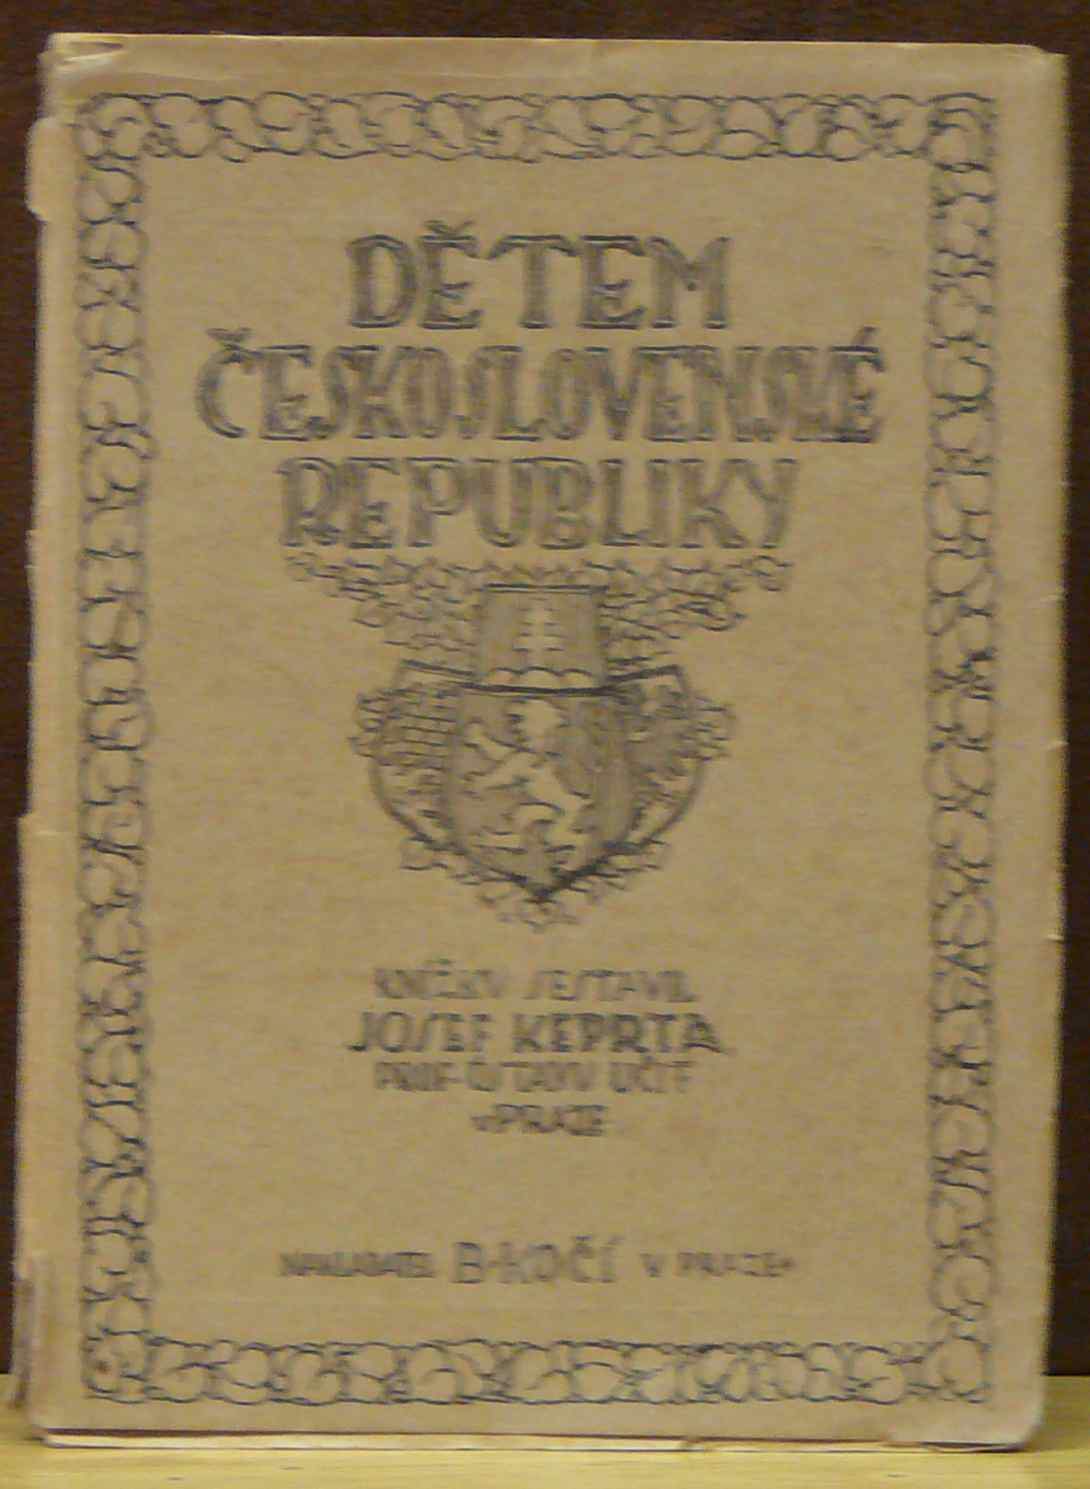 DĚTEM
ČESKOSLOVENSKÉ
REPUBLIKY
KNÍŽKU SESTAVIL
JOSEF KEPRTA
PROF. ÚSTAVU UČIT.
v PRAZE
NAKLADATEL B. KOČÍ V PRAZE